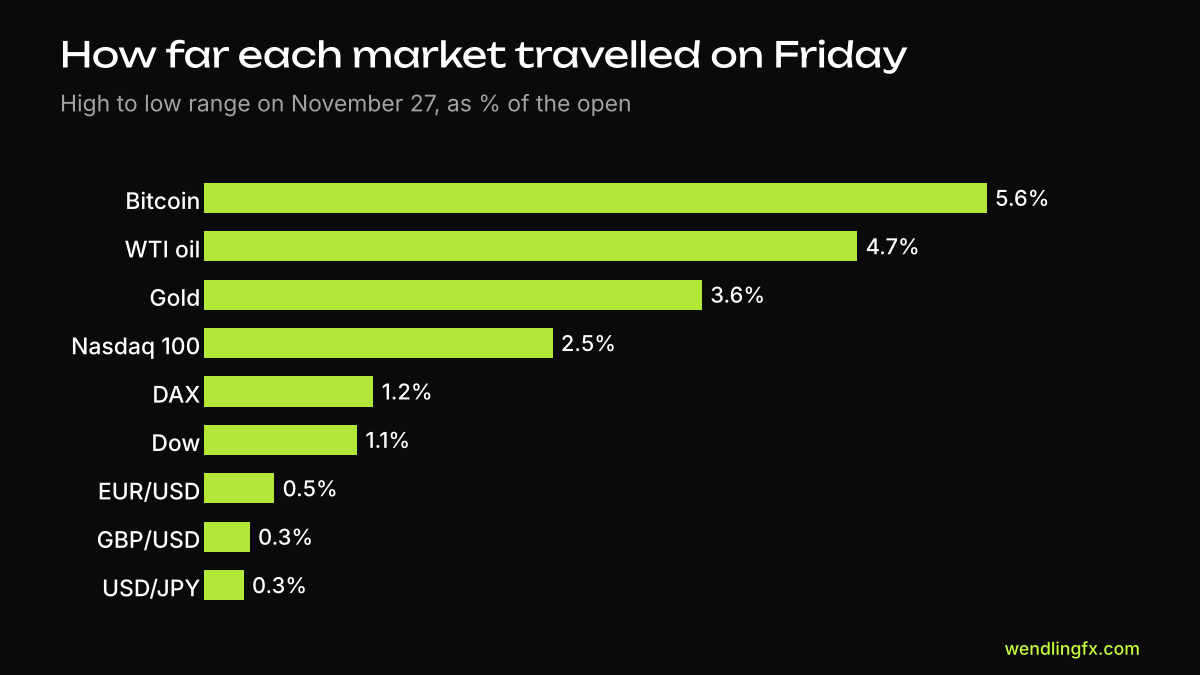 How far each market travelled on Friday
High to low range on November 27, as % of the open
Bitcoin 5.6%
WTI oil 4.7%
Gold 3.6%
Nasdaq 100 2.5%
DAX 1.2%
Dow 1.1%
EUR/USD 0.5%
GBP/USD 0.3%
USD/JPY 0.3%
wendlingfx.com